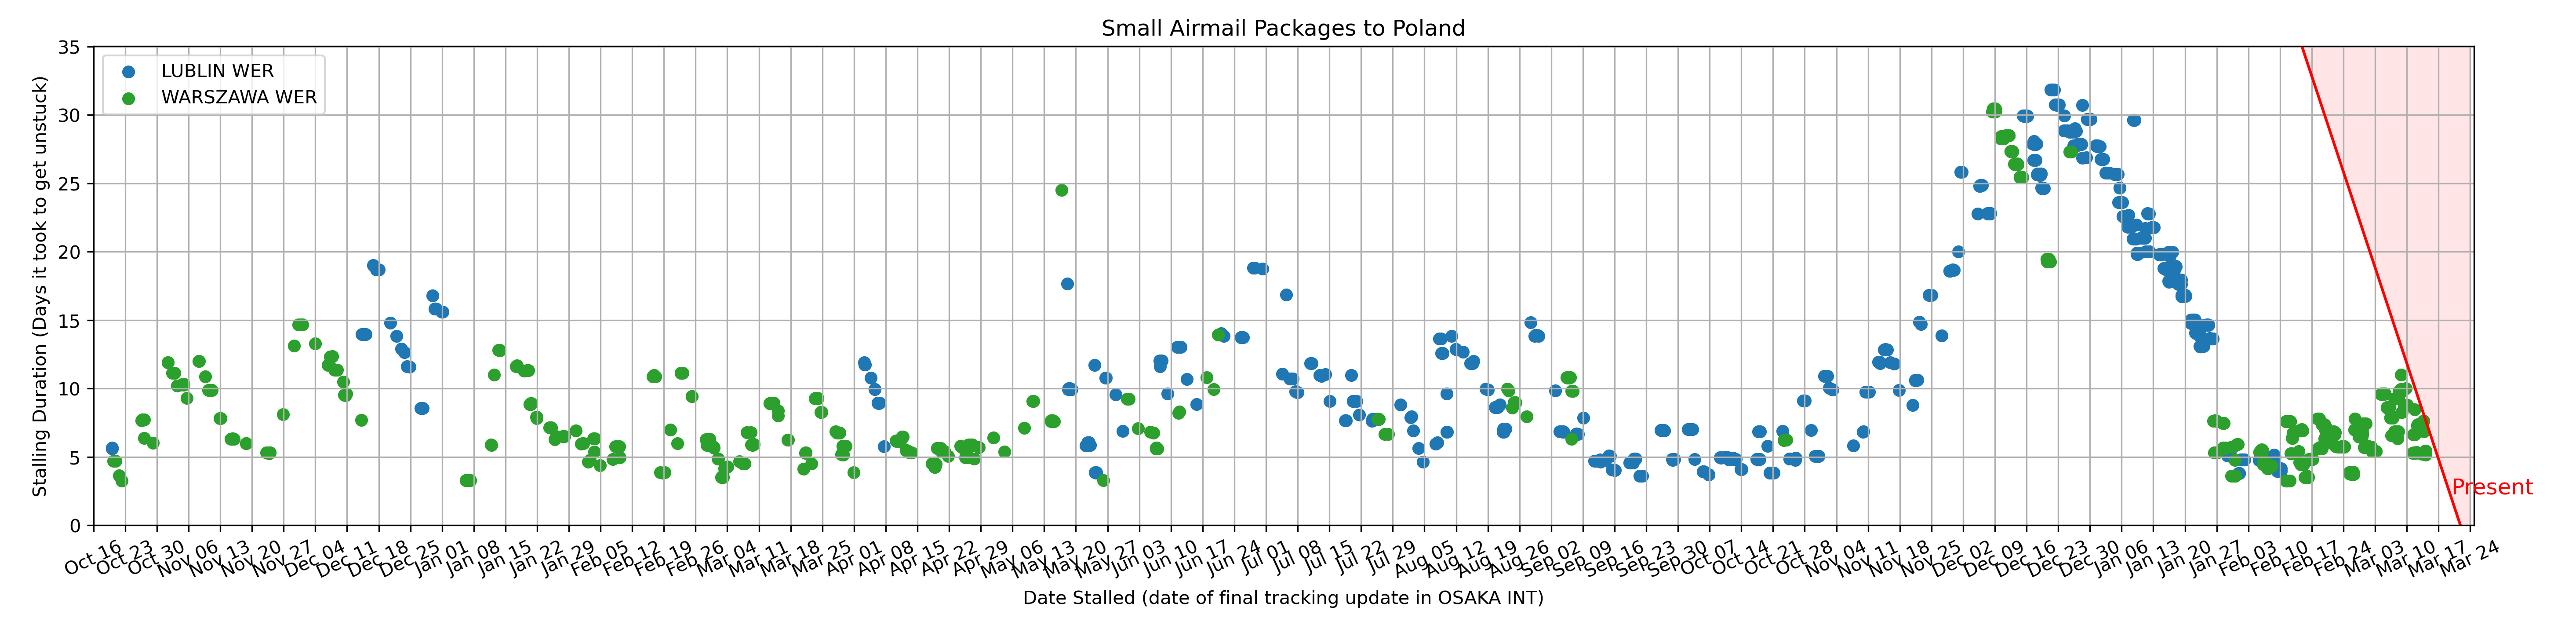 Small Airmail Packages to Poland
35
30
25
20
15
10
5
0
Stalling Duration (Days it took to get unstuck)
LUBLIN WER
WARSZAWA WER
Present
Oct 16
Oct 23
Oct 30
Nov 06
Nov 13
Nov 20
Nov 27
Dec 04
Dec 11
Dec 18
Dec 25
Jan 01
Jan 08
Jan 15
Jan 22
Jan 29
Feb 05
Feb 12
Feb 19
Feb 26
Mar 04
Mar 11
Mar 18
Mar 25
Apr 01
Apr 08
Apr 15
Apr 22
Apr 29
May 06
May 13
May 20
May 27
Jun 03
Jun 10
Jun 17
Jun 24
Jul 01
Jul 08
Jul 15
Jul 22
Jul 29
Aug 05
Aug 12
Aug 19
Aug 26
Sep 02
Sep 09
Sep 16
Sep 23
Sep 30
Oct 07
Oct 14
Oct 21
Oct 28
Nov 04
Nov 11
Nov 18
Nov 25
Dec 02
Dec 09
Dec 16
Dec 23
Dec 30
Jan 06
Jan 13
Jan 20
Jan 27
Feb 03
Feb 10
Feb 17
Feb 24
Mar 03
Mar 10
Mar 17
Mar 24
Date Stalled (date of final tracking update in OSAKA INT)